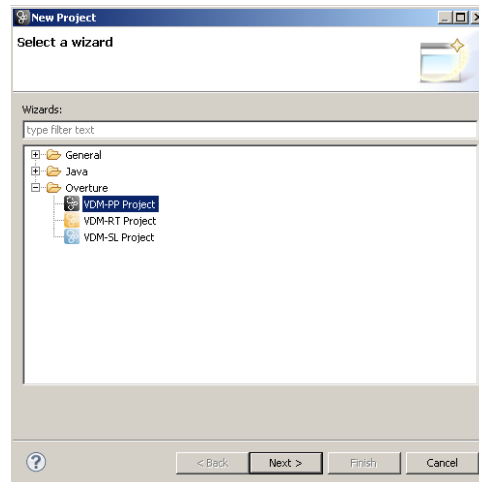 New Project
Select a wizard
Wizards:
type filter text
General
Java
Overture
VDM-PP Project
VDM-RT Project
VDM-SL Project
?
< Back Next > Finish Cancel